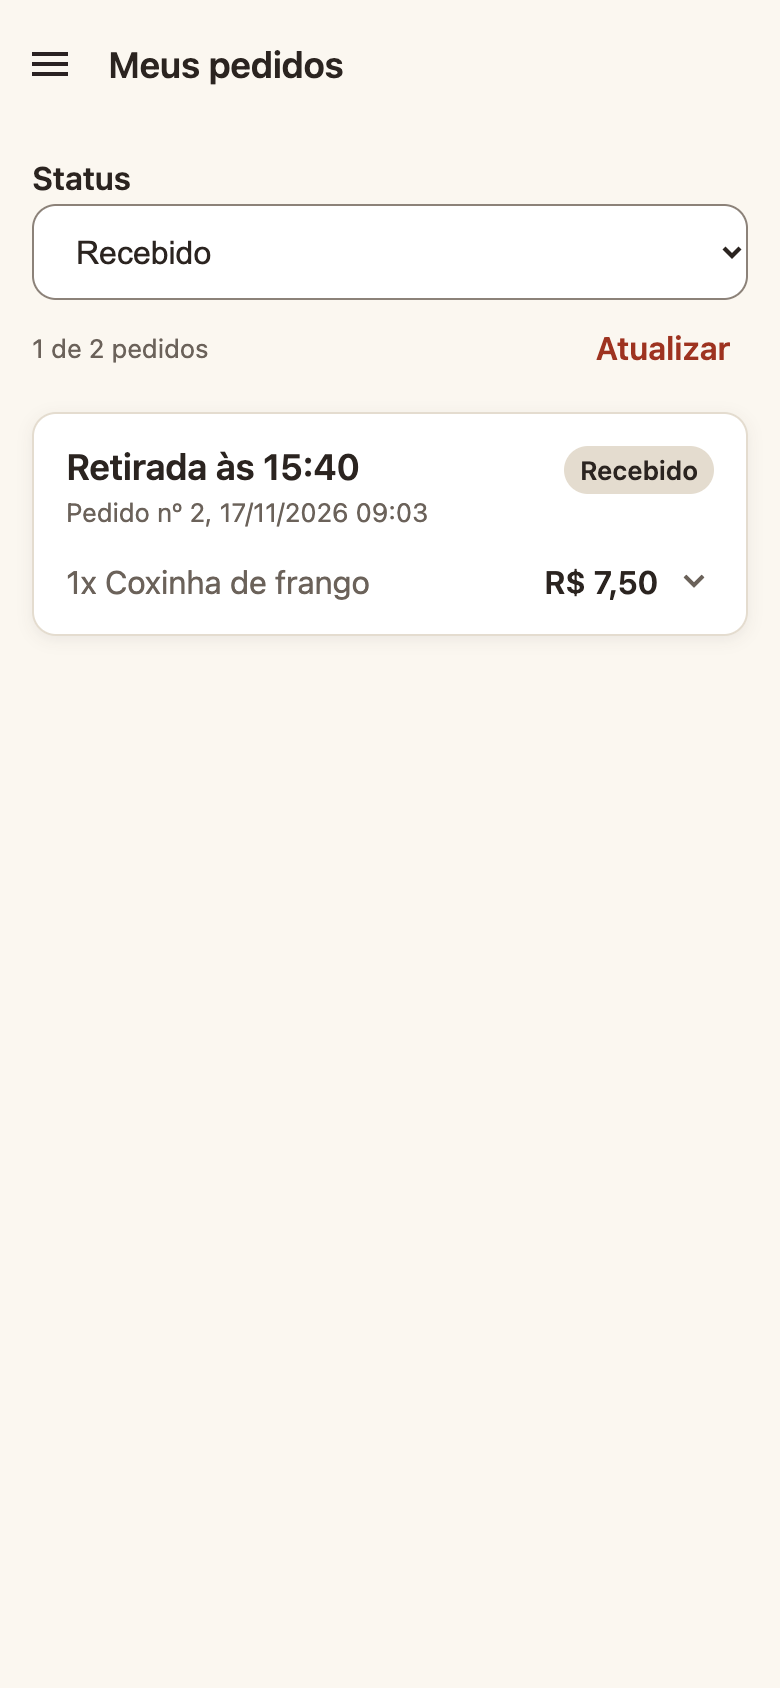 Meus pedidos
Status
Recebido
1 de 2 pedidos
Atualizar
Retirada às 15:40
Recebido
Pedido nº 2, 17/11/2026 09:03
1x Coxinha de frango
R$ 7,50